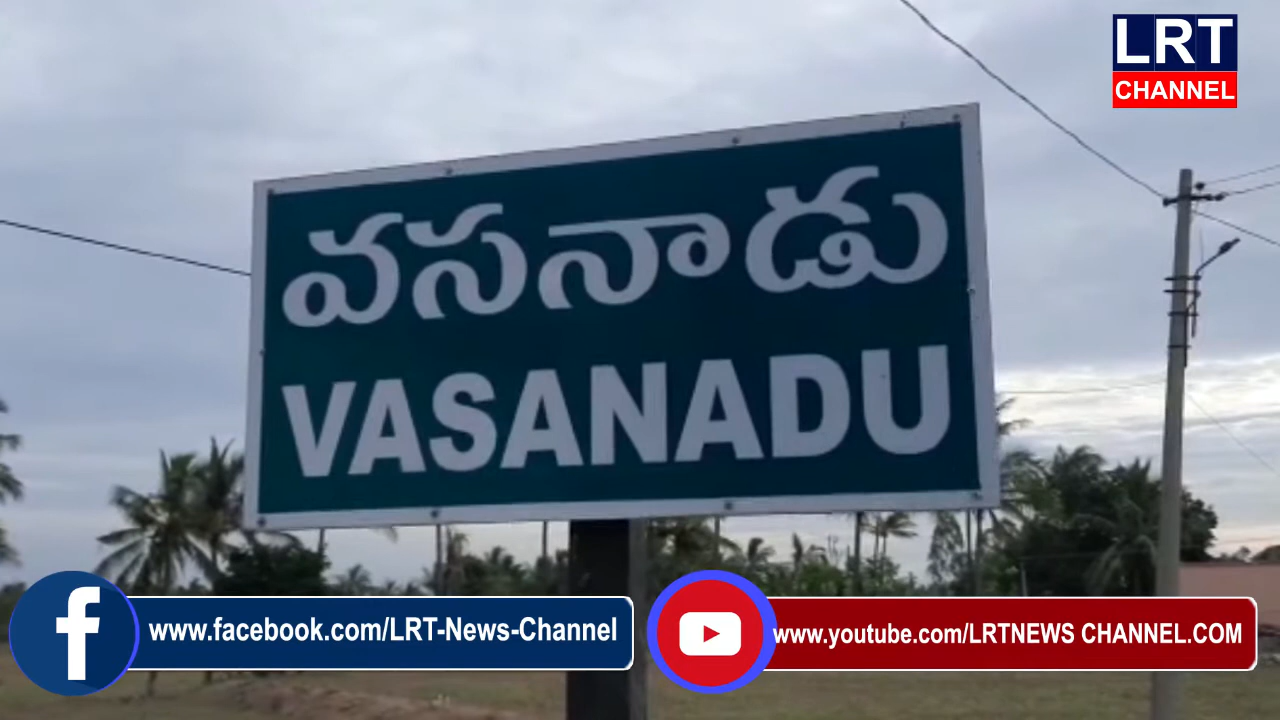 LRT
CHANNEL
వసనాడు
VASANADU
www.facebook.com/LRT-News-Channel
www.youtube.com/LRTNEWS CHANNEL.COM